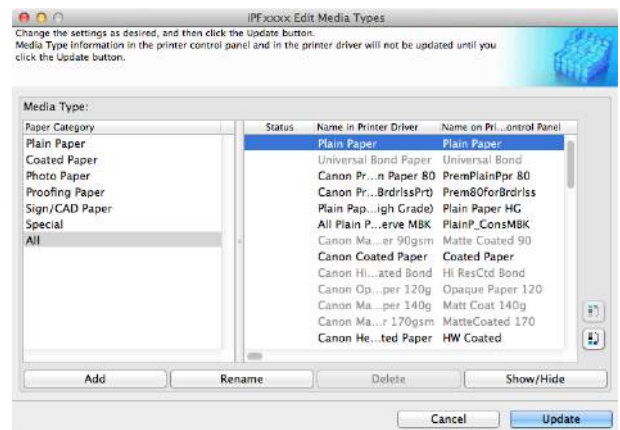 iPFxxxx Edit Media Types
Change the settings as desired, and then click the Update button.
Media Type information in the printer control panel and in the printer driver will not be updated until you
click the Update button.
Media Type:
Paper Category
Plain Paper
Coated Paper
Photo Paper
Proofing Paper
Sign/CAD Paper
Special
All
Status Name in Printer Driver Name on Pri...ontrol Panel
Plain Paper Plain Paper
Universal Bond Paper Universal Bond
Canon Pr...n Paper 80 PremPlainPpr 80
Canon Pr...BrdrlssPrt) Prem80forBrdrlss
Plain Pap...igh Grade) Plain Paper HG
All Plain P...erve MBK PlainP_ConsMBK
Canon Ma...er 90gsm Matte Coated 90
Canon Coated Paper Coated Paper
Canon Hi...ated Bond Hi ResCtd Bond
Canon Op...per 120g Opaque Paper 120
Canon Ma...per 140g Matt Coat 140g
Canon Ma...r 170gsm MatteCoated 170
Canon He...ted Paper HW Coated
Add Rename Delete Show/Hide
Cancel Update